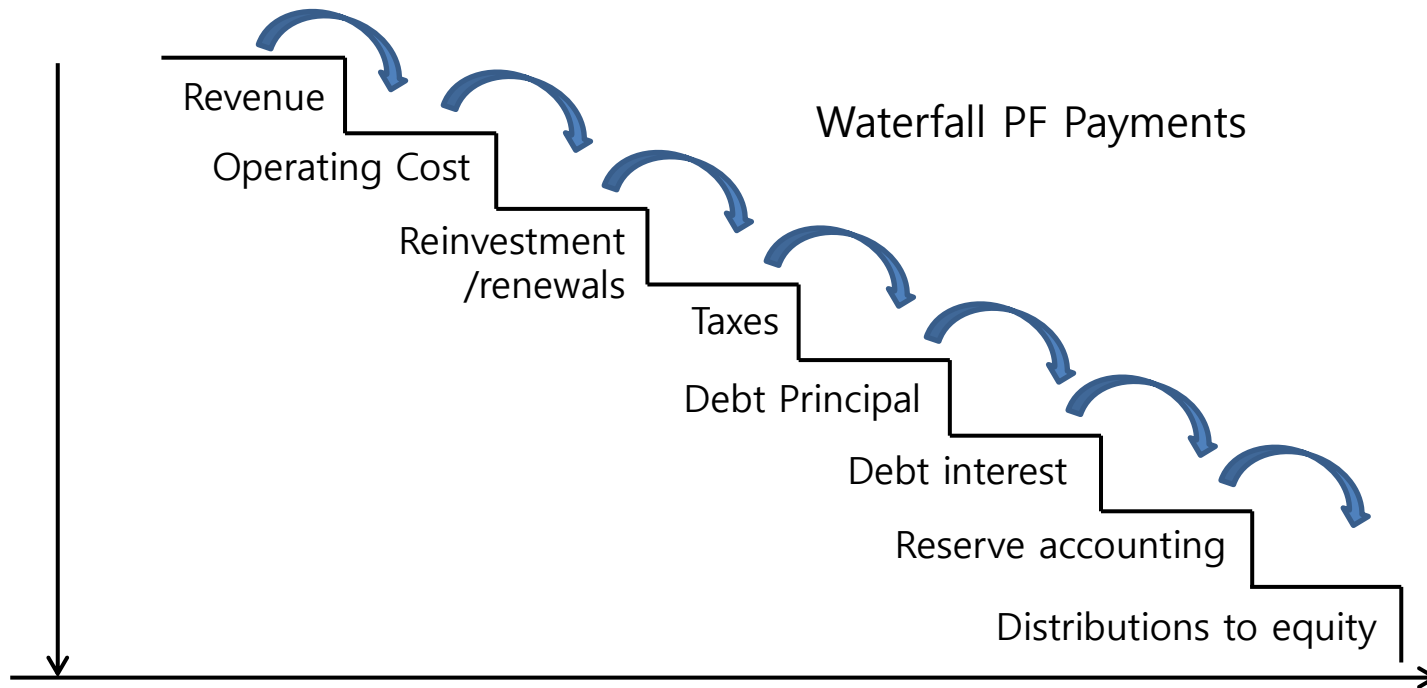 Revenue
Waterfall PF Payments
Operating Cost
Reinvestment
/renewals
Taxes
Debt Principal
Debt interest
Reserve accounting
Distributions to equity